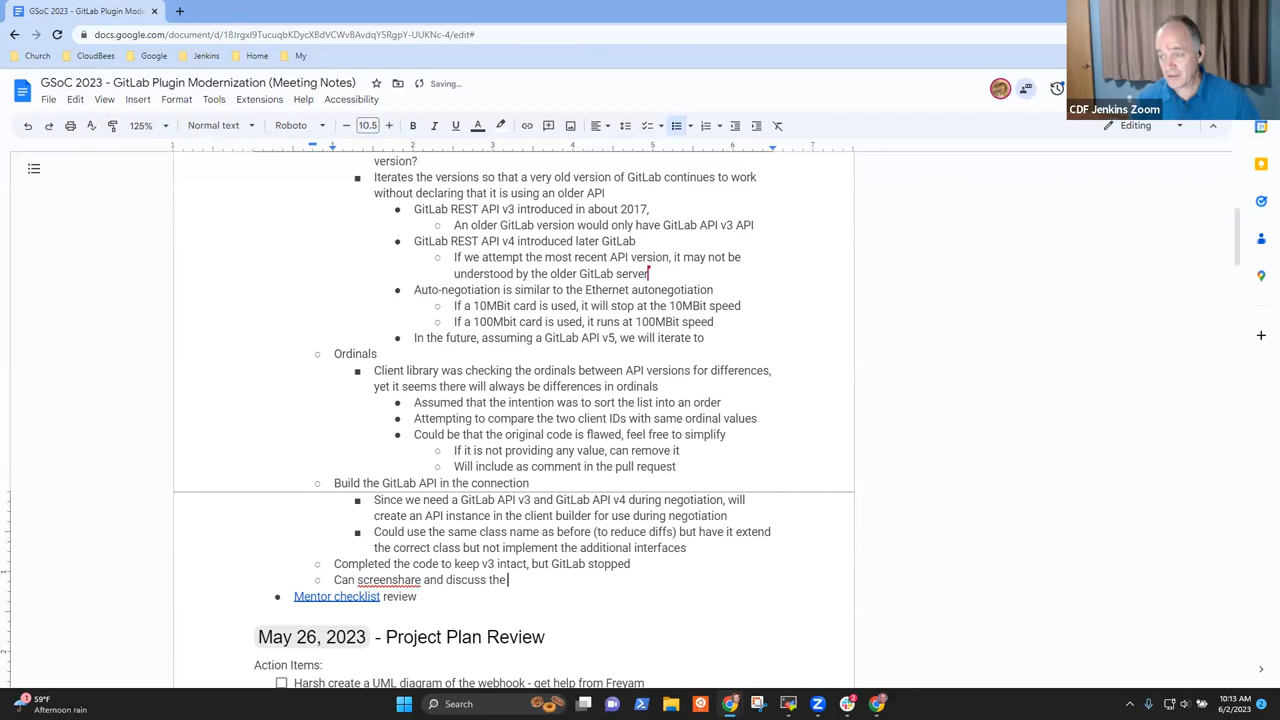 GSoC 2023 - GitLab Plugin Mode
docs.google.com/document/d/18Jrgxl9TucuqbKDycXBdVCWvBAvdqY5RgpY-UUKNc-4/edit#
Church CloudBees Google Jenkins Home My
GSoC 2023 - GitLab Plugin Modernization (Meeting Notes) Saving...
File Edit View Insert Format Tools Extensions Help Accessibility
CDF Jenkins Zoom
125% Normal text Roboto 10.5 Editing
1 1 2 3 4 5 6 7
version?
Iterates the versions so that a very old version of GitLab continues to work
without declaring that it is using an older API
GitLab REST API v3 introduced in about 2017,
An older GitLab version would only have GitLab API v3 API
GitLab REST API v4 introduced later GitLab
If we attempt the most recent API version, it may not be
understood by the older GitLab server
Auto-negotiation is similar to the Ethernet autonegotiation
If a 10MBit card is used, it will stop at the 10MBit speed
If a 100Mbit card is used, it runs at 100MBit speed
In the future, assuming a GitLab API v5, we will iterate to
Ordinals
Client library was checking the ordinals between API versions for differences,
yet it seems there will always be differences in ordinals
Assumed that the intention was to sort the list into an order
Attempting to compare the two client IDs with same ordinal values
Could be that the original code is flawed, feel free to simplify
If it is not providing any value, can remove it
Will include as comment in the pull request
Build the GitLab API in the connection
Since we need a GitLab API v3 and GitLab API v4 during negotiation, will
create an API instance in the client builder for use during negotiation
Could use the same class name as before (to reduce diffs) but have it extend
the correct class but not implement the additional interfaces
Completed the code to keep v3 intact, but GitLab stopped
Can screenshare and discuss the
Mentor checklist review
May 26, 2023 - Project Plan Review
Action Items:
Harsh create a UML diagram of the webhook - get help from Freyam
59°F
Afternoon rain
Search
10:13 AM
6/2/2023